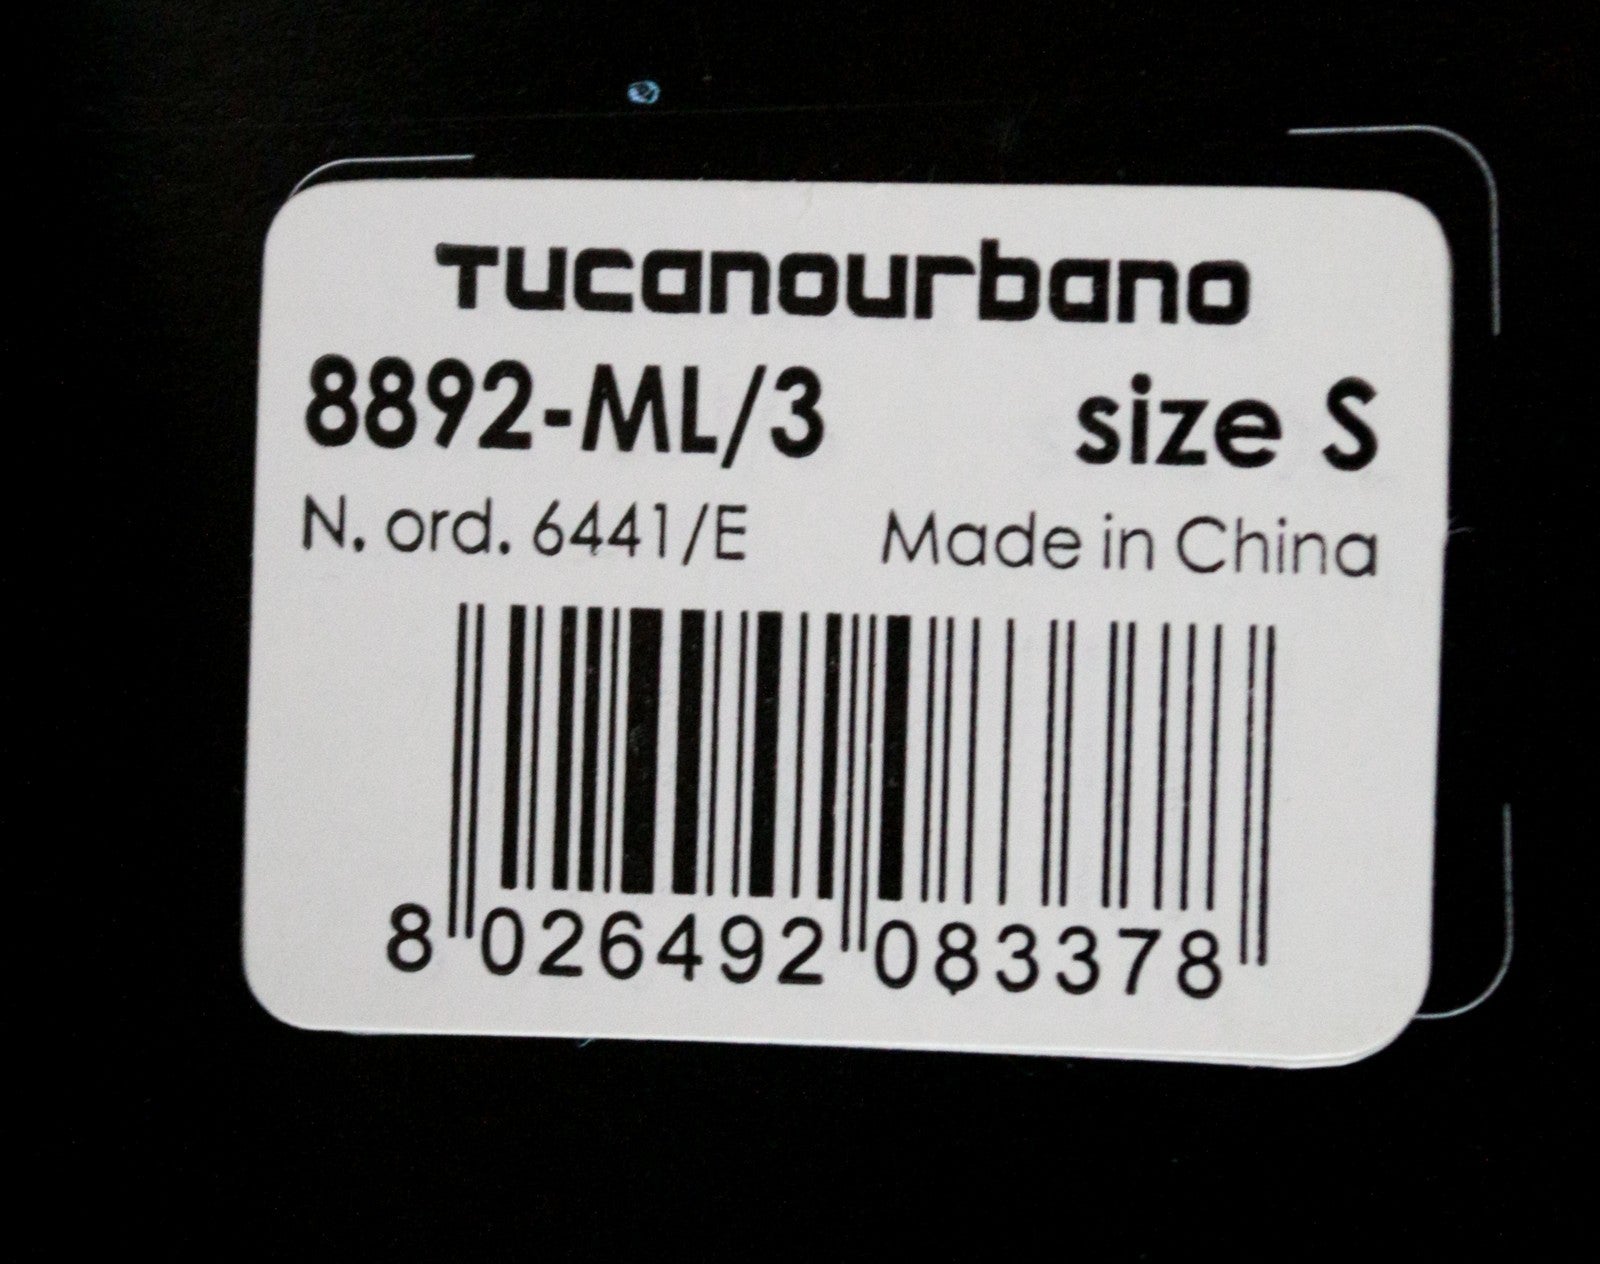 Tucanourbano
8892-ML/3 size S
N. ord. 6441/E Made in China
8 026492 083378